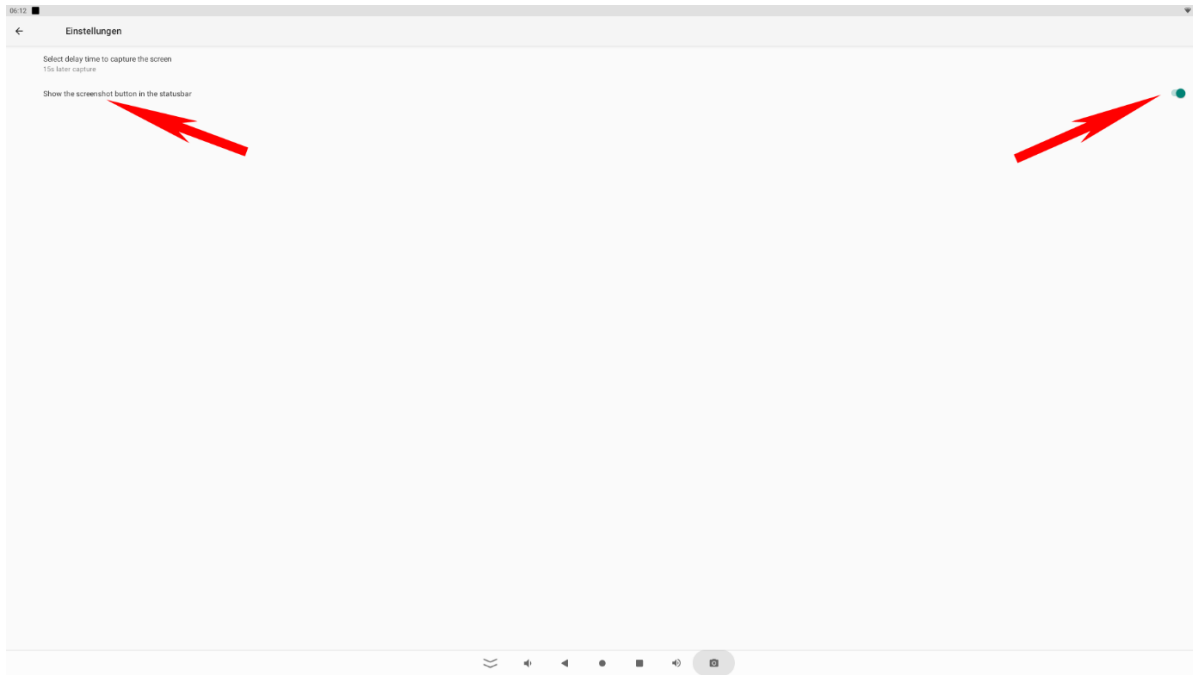 06:12
Einstellungen
Select delay time to capture the screen
15s later capture
Show the screenshot button in the statusbar